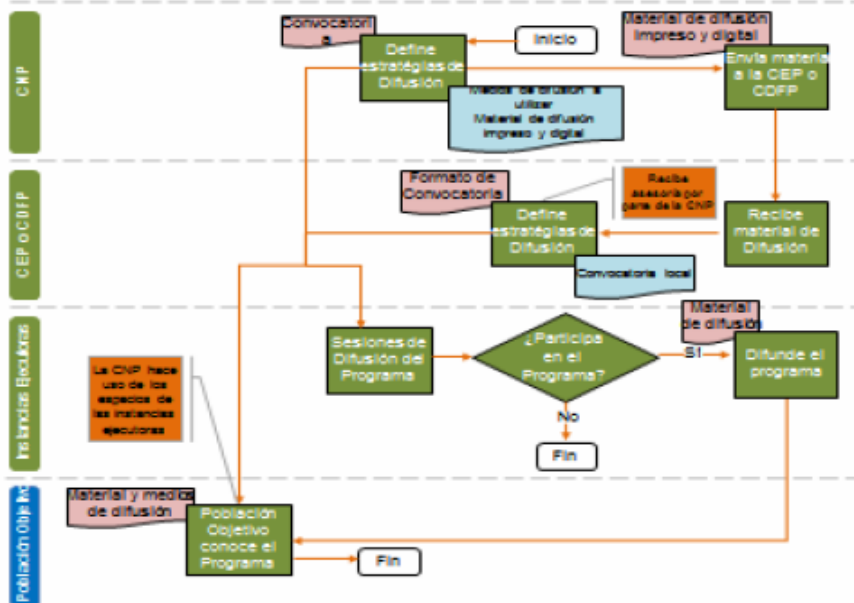 CNP
Convocatori
a
Define
estratégias de
Difusión
Inicio
Material de difusión
impreso y digital
Envía materia
a la CEP o
CDFP
Medios de difusión a
utilizar
Material de difusión
impreso y digital
CEP o CDFP
Formato de
Convocatoria
Define
estratégias de
Difusión
Recibe
asesoría por
parte de la CNP
Recibe
material de
Difusión
Convocatoria local
Instancias Ejecutoras
La CNP hace
uso de los
espacios de
las instancias
ejecutoras
Sesiones de
Difusión del
Programa
¿Participa
en el
Programa?
Sí
No
Fin
Material
de difusión
Difunde el
programa
Población Objetivo
Material y medios
de difusión
Población
Objetivo
conoce el
Programa
Fin